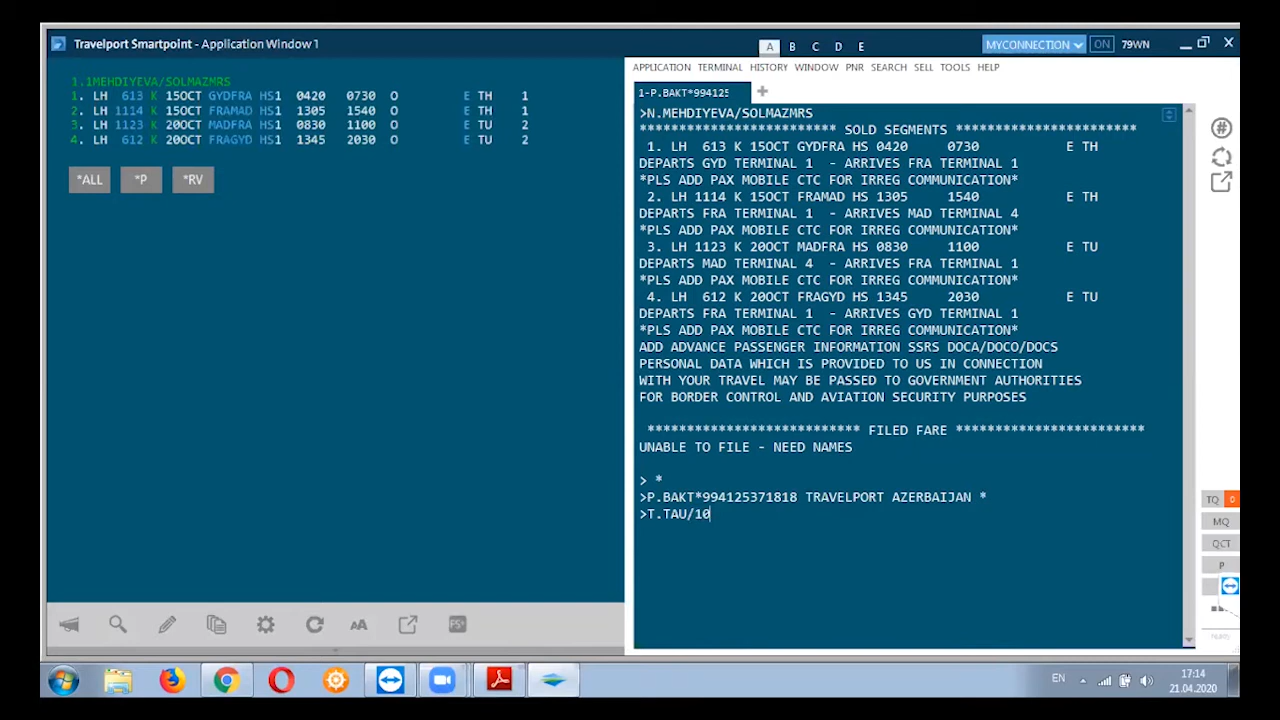 Travelport Smartpoint - Application Window 1
A B C D E
MYCONNECTION ON 79WN
1.1MEHDIYEVA/SOLMAZMRS
1. LH 613 K 15OCT GYDFRA HS1 0420 0730 O E TH 1
2. LH 1114 K 15OCT FRAMAD HS1 1305 1540 O E TH 1
3. LH 1123 K 20OCT MADFRA HS1 0830 1100 O E TU 2
4. LH 612 K 20OCT FRAGYD HS1 1345 2030 O E TU 2
*ALL *P *RV
APPLICATION TERMINAL HISTORY WINDOW PNR SEARCH SELL TOOLS HELP
1-P.BAKT*99412
>N.MEHDIYEVA/SOLMAZMRS
************************ SOLD SEGMENTS ***********************
1. LH 613 K 15OCT GYDFRA HS 0420 0730 E TH
DEPARTS GYD TERMINAL 1 - ARRIVES FRA TERMINAL 1
*PLS ADD PAX MOBILE CTC FOR IRREG COMMUNICATION*
2. LH 1114 K 15OCT FRAMAD HS 1305 1540 E TH
DEPARTS FRA TERMINAL 1 - ARRIVES MAD TERMINAL 4
*PLS ADD PAX MOBILE CTC FOR IRREG COMMUNICATION*
3. LH 1123 K 20OCT MADFRA HS 0830 1100 E TU
DEPARTS MAD TERMINAL 4 - ARRIVES FRA TERMINAL 1
*PLS ADD PAX MOBILE CTC FOR IRREG COMMUNICATION*
4. LH 612 K 20OCT FRAGYD HS 1345 2030 E TU
DEPARTS FRA TERMINAL 1 - ARRIVES GYD TERMINAL 1
*PLS ADD PAX MOBILE CTC FOR IRREG COMMUNICATION*
ADD ADVANCE PASSENGER INFORMATION SSRS DOCA/DOCO/DOCS
PERSONAL DATA WHICH IS PROVIDED TO US IN CONNECTION
WITH YOUR TRAVEL MAY BE PASSED TO GOVERNMENT AUTHORITIES
FOR BORDER CONTROL AND AVIATION SECURITY PURPOSES
************************** FILED FARE ***********************
UNABLE TO FILE - NEED NAMES
> *
>P.BAKT*994125371818 TRAVELPORT AZERBAIJAN *
>T.TAU/10
TQ 0
MQ
QCT
P
AA
FS+
EN
17:14
21.04.2020